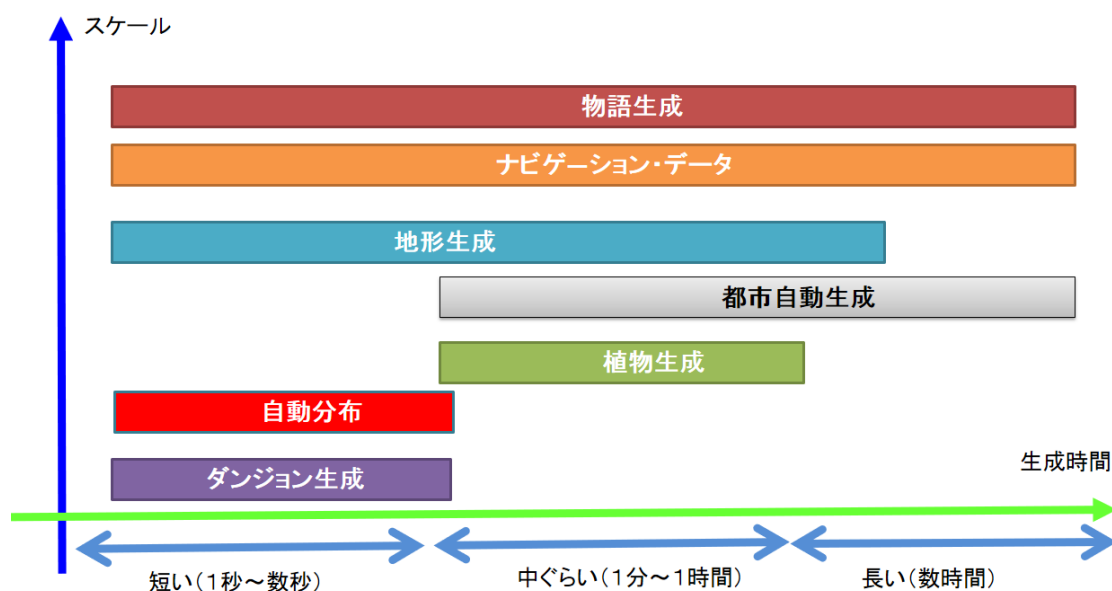 スケール
物語生成
ナビゲーション・データ
地形生成
都市自動生成
植物生成
自動分布
ダンジョン生成
生成時間
短い(1秒～数秒)
中ぐらい(1分～1時間)
長い(数時間)